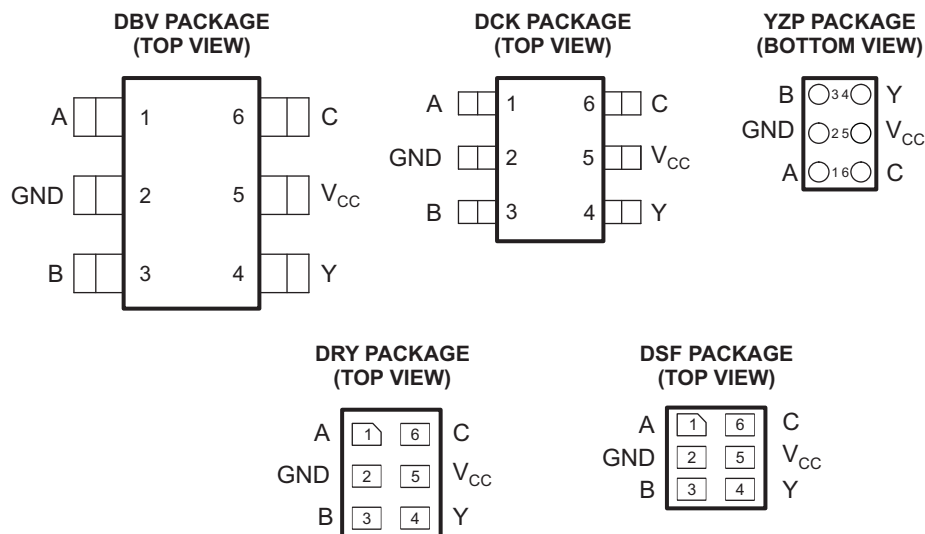 DBV PACKAGE
(TOP VIEW)
A 1 6 C
GND 2 5 VCC
B 3 4 Y
DCK PACKAGE
(TOP VIEW)
A 1 6 C
GND 2 5 VCC
B 3 4 Y
YZP PACKAGE
(BOTTOM VIEW)
B 3 4 Y
GND 2 5 VCC
A 1 6 C
DRY PACKAGE
(TOP VIEW)
A 1 6 C
GND 2 5 VCC
B 3 4 Y
DSF PACKAGE
(TOP VIEW)
A 1 6 C
GND 2 5 VCC
B 3 4 Y